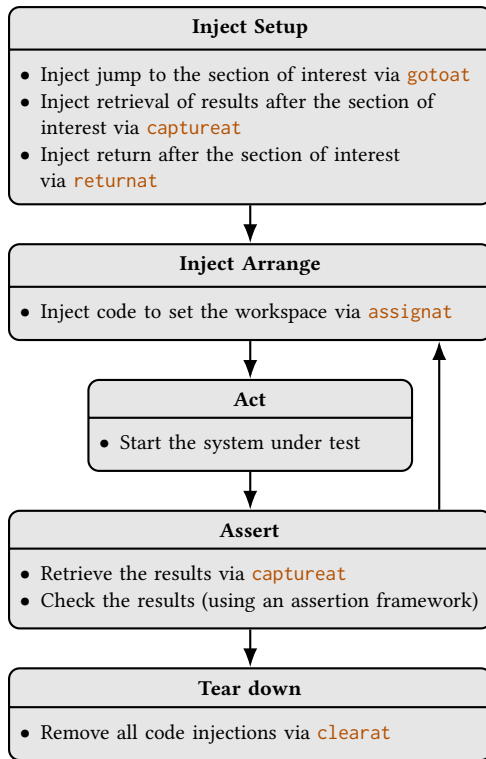 Inject Setup
• Inject jump to the section of interest via gotoat
• Inject retrieval of results after the section of
interest via captureat
• Inject return after the section of interest
via returnat
Inject Arrange
• Inject code to set the workspace via assignat
Act
• Start the system under test
Assert
• Retrieve the results via captureat
• Check the results (using an assertion framework)
Tear down
• Remove all code injections via clearat